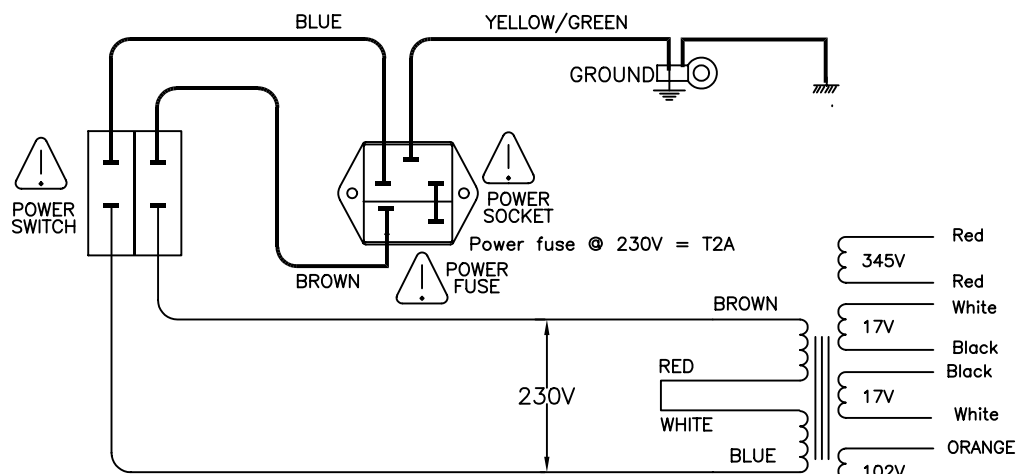 BLUE
YELLOW/GREEN
GROUND
POWER
SWITCH
POWER
SOCKET
Power fuse @ 230V = T2A
BROWN
POWER
FUSE
Red
345V
Red
BROWN
White
17V
Black
RED
230V
WHITE
Black
17V
White
BLUE
ORANGE
102V